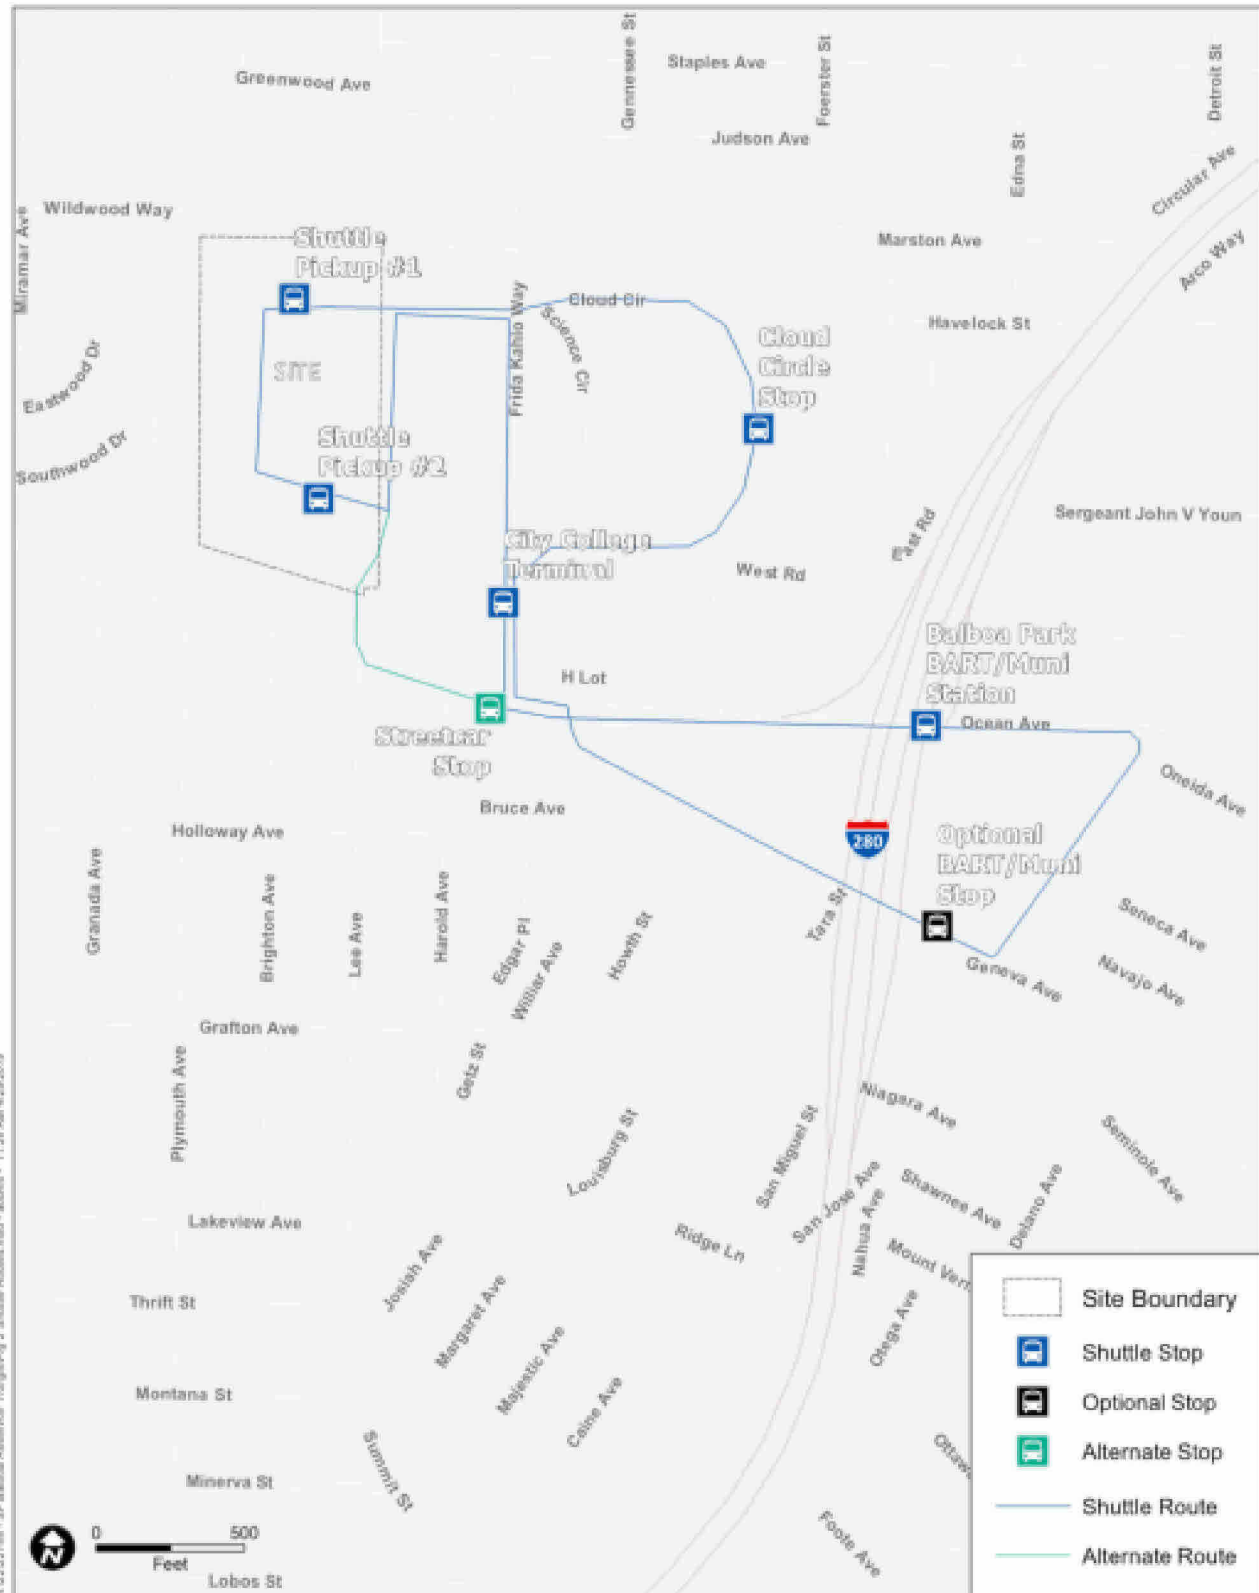 Gennessee St
Staples Ave
Foerster St
Detroit St
Greenwood Ave
Judson Ave
Edna St
Circular Ave
Miramar Ave
Wildwood Way
Marston Ave
Arco Way
Shuttle
Pickup #1
Frida Kahlo Way
Cloud Cir
Science Cir
Havelock St
Cloud
Circle
Stop
Eastwood Dr
SITE
Southwood Dr
Shuttle
Pickup #2
East Rd
Sergeant John V Youn
City College
Terminal
West Rd
Balboa Park
BART/Muni
Station
H Lot
Ocean Ave
Streetcar
Stop
Oneida Ave
Bruce Ave
Holloway Ave
280
Optional
BART/Muni
Stop
Granada Ave
Brighton Ave
Lee Ave
Harold Ave
Edgar Pl
Williar Ave
Howth St
Tara St
Seneca Ave
Geneva Ave
Navajo Ave
Grafton Ave
Plymouth Ave
Getz St
Niagara Ave
Louisburg St
San Miguel St
San Jose Ave
Nahua Ave
Shawnee Ave
Delano Ave
Seminole Ave
Lakeview Ave
Ridge Ln
Mount Vern
Josiah Ave
Thrift St
Margaret Ave
Majestic Ave
Otega Ave
Site Boundary
Shuttle Stop
Montana St
Caine Ave
Optional Stop
Summit St
Ottaw
Alternate Stop
Minerva St
Shuttle Route
Foote Ave
Alternate Route
N
0 500
Feet
Lobos St